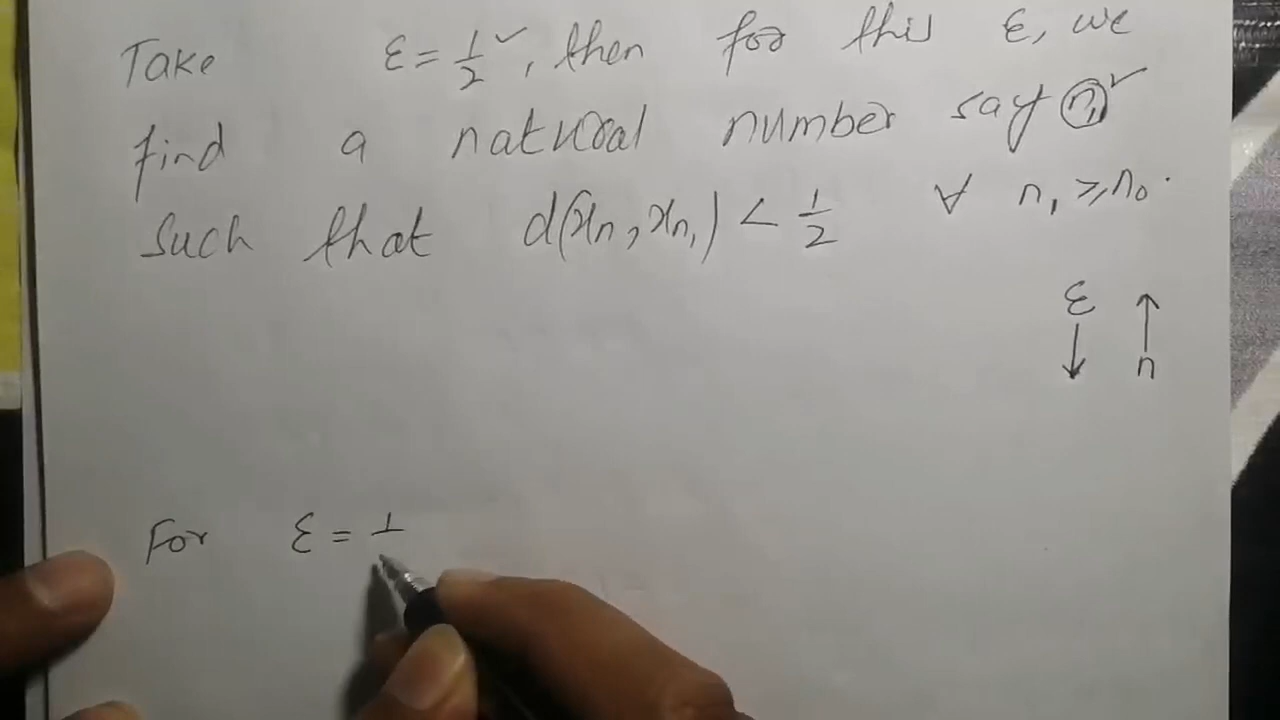 Take ε = 1/2 ✓, then for this ε, we
find a natural number say n₁ ✓
such that d(xn, xn₁) < 1/2 ∀ n₁ ≥ n₀.
ε ↑
↓ n
For ε = 1